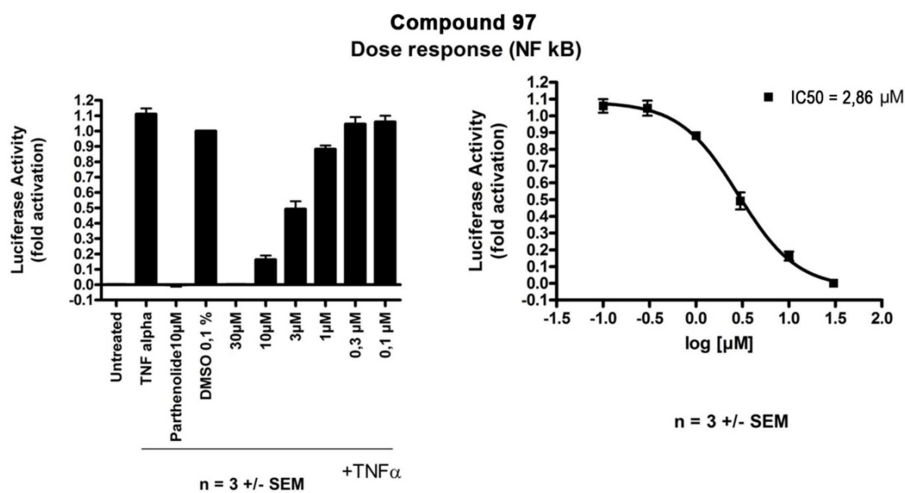 Compound 97
Dose response (NF kB)
Luciferase Activity
(fold activation)
1.2
1.1
1.0
0.9
0.8
0.7
0.6
0.5
0.4
0.3
0.2
0.1
0.0
-0.1
Untreated
TNF alpha
Parthenolide10µM
DMSO 0,1 %
30µM
10µM
3µM
1µM
0,3 µM
0,1 µM
+TNFα
n = 3 +/- SEM
Luciferase Activity
(fold activation)
1.2
1.1
1.0
0.9
0.8
0.7
0.6
0.5
0.4
0.3
0.2
0.1
0.0
-0.1
-1.5 -1.0 -0.5 0.0 0.5 1.0 1.5 2.0
log [µM]
IC50 = 2,86 µM
n = 3 +/- SEM